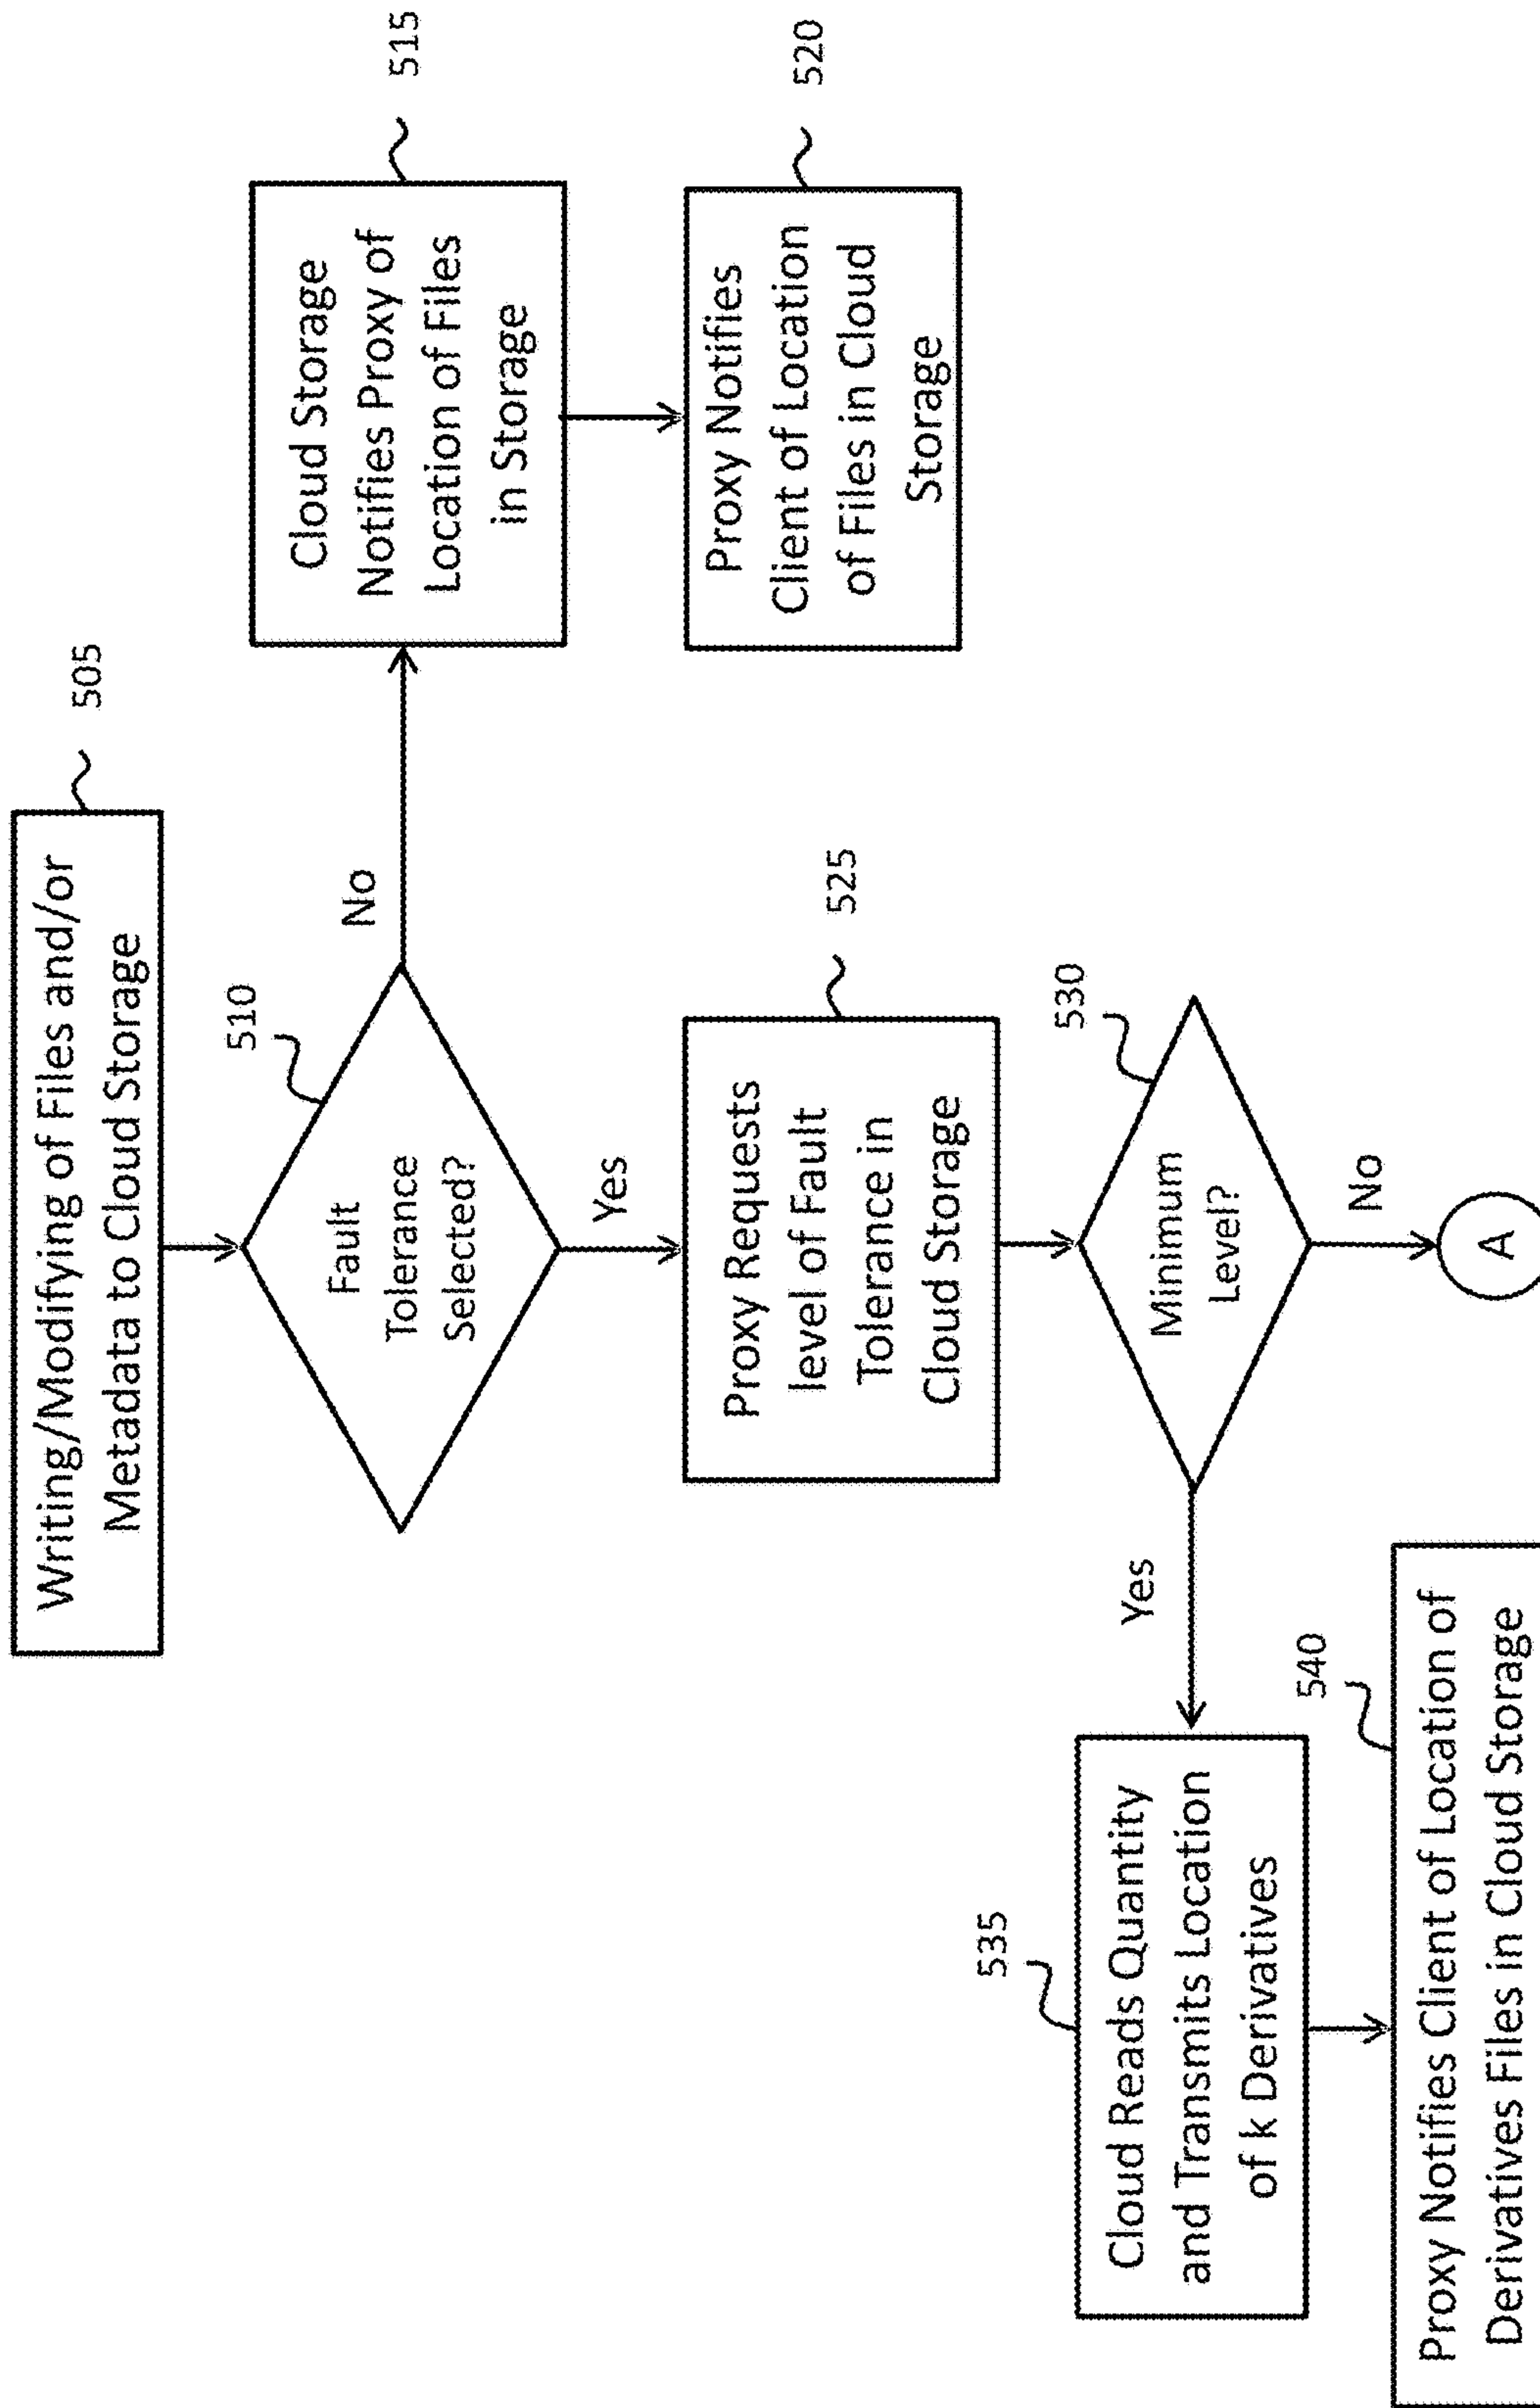 Writing/Modifying of Files and/or
Metadata to Cloud Storage
505
510
Fault
Tolerance
Selected?
No
Cloud Storage
Notifies Proxy of
Location of Files
in Storage
515
Proxy Notifies
Client of Location
of Files in Cloud
Storage
520
Yes
Proxy Requests
level of Fault
Tolerance in
Cloud Storage
525
530
Minimum
Level?
Yes
No
A
535
Cloud Reads Quantity
and Transmits Location
of k Derivatives
540
Proxy Notifies Client of Location of
Derivatives Files in Cloud Storage